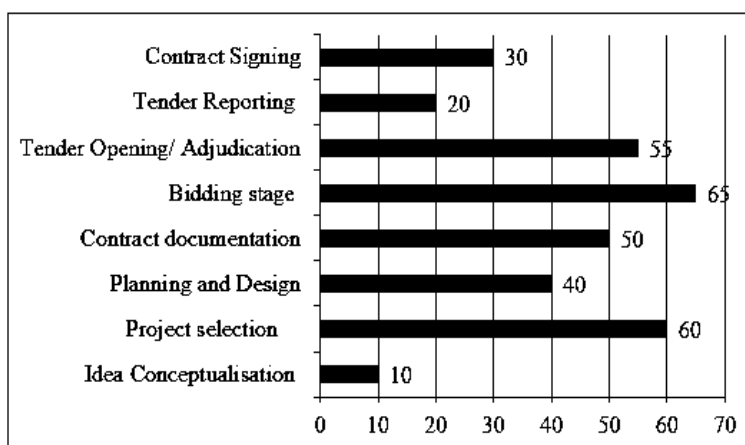 Contract Signing 30
Tender Reporting 20
Tender Opening/ Adjudication 55
Bidding stage 65
Contract documentation 50
Planning and Design 40
Project selection 60
Idea Conceptualisation 10
0 10 20 30 40 50 60 70